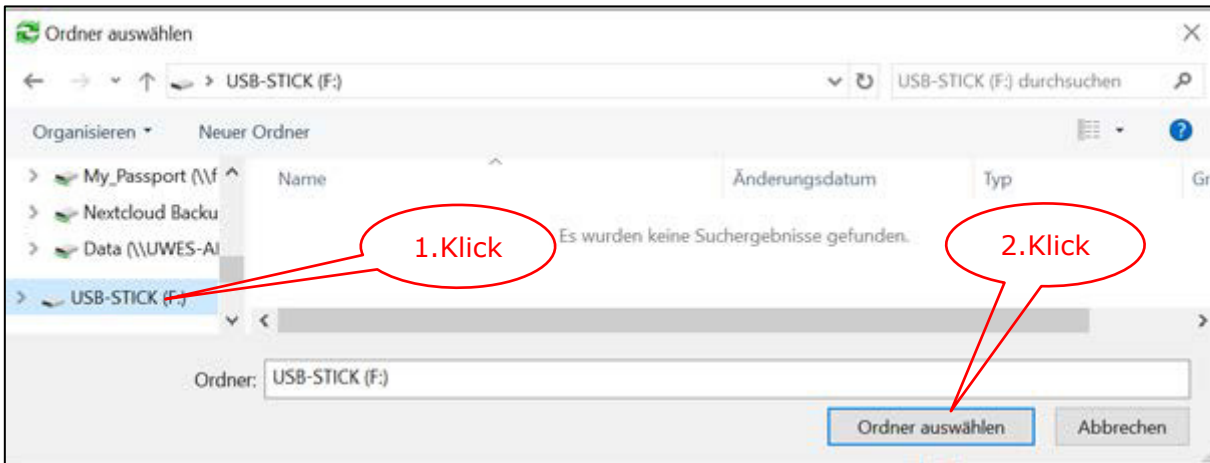 Ordner auswählen
USB-STICK (F:)
USB-STICK (F:) durchsuchen
Organisieren
Neuer Ordner
Name
Änderungsdatum
Typ
Gr
My_Passport (\\f
Nextcloud Backu
Data (\\UWES-Al
USB-STICK (F:)
Es wurden keine Suchergebnisse gefunden.
1.Klick
2.Klick
Ordner: USB-STICK (F:)
Ordner auswählen
Abbrechen